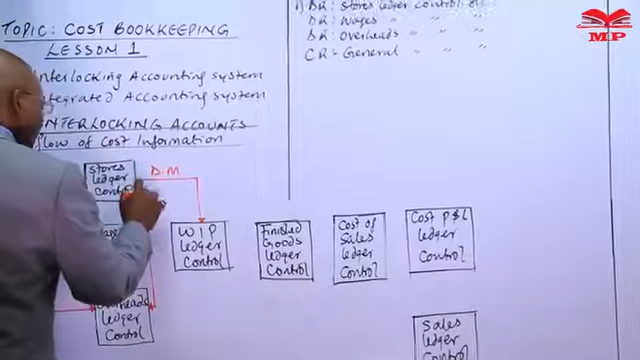 TOPIC: COST BOOKKEEPING
LESSON 1
Interlocking Accounting system
Integrated Accounting system
INTERLOCKING ACCOUNTS
flow of Cost Information
1) DR: Stores ledger control
DR: Wages " "
DR: Overheads " "
CR: General " "
MP
Stores
ledger
D.M
WIP
ledger
Control
Finished
Goods
ledger
Control
Cost of
Sales
ledger
Control
Cost P&L
ledger
Control
ledger
Control
Sales
ledger
Control